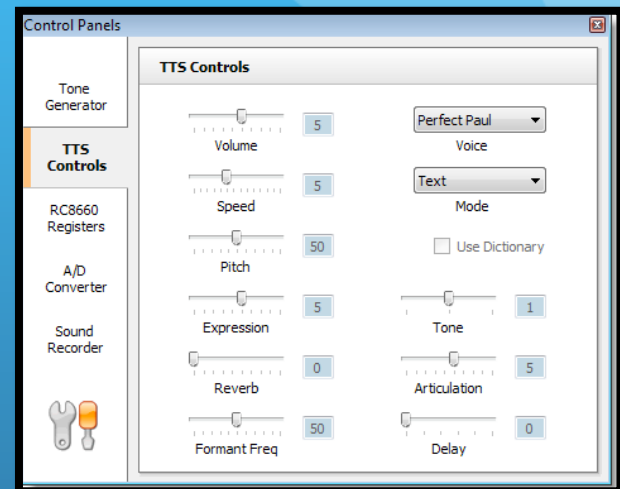 Control Panels
Tone
Generator
TTS
Controls
RC8660
Registers
A/D
Converter
Sound
Recorder
TTS Controls
5
Volume
5
Speed
50
Pitch
5
Expression
0
Reverb
50
Formant Freq
Perfect Paul
Voice
Text
Mode
Use Dictionary
1
Tone
5
Articulation
0
Delay